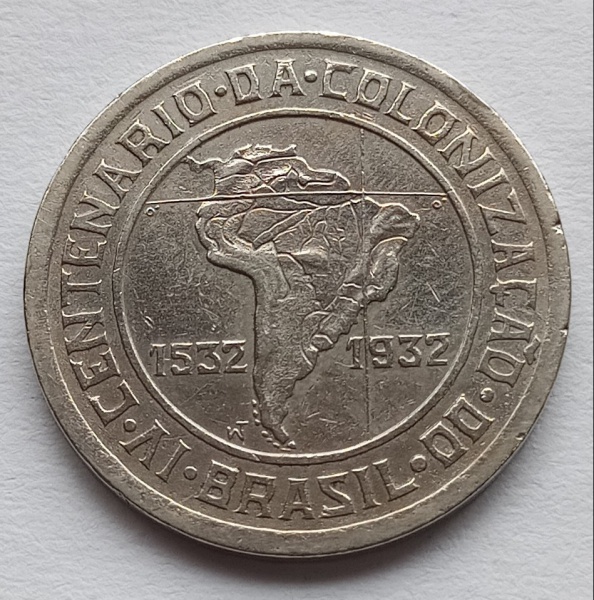 IV·CENTENARIO·DA·COLONIZAÇÃO·DO·BRASIL·
1532 1932